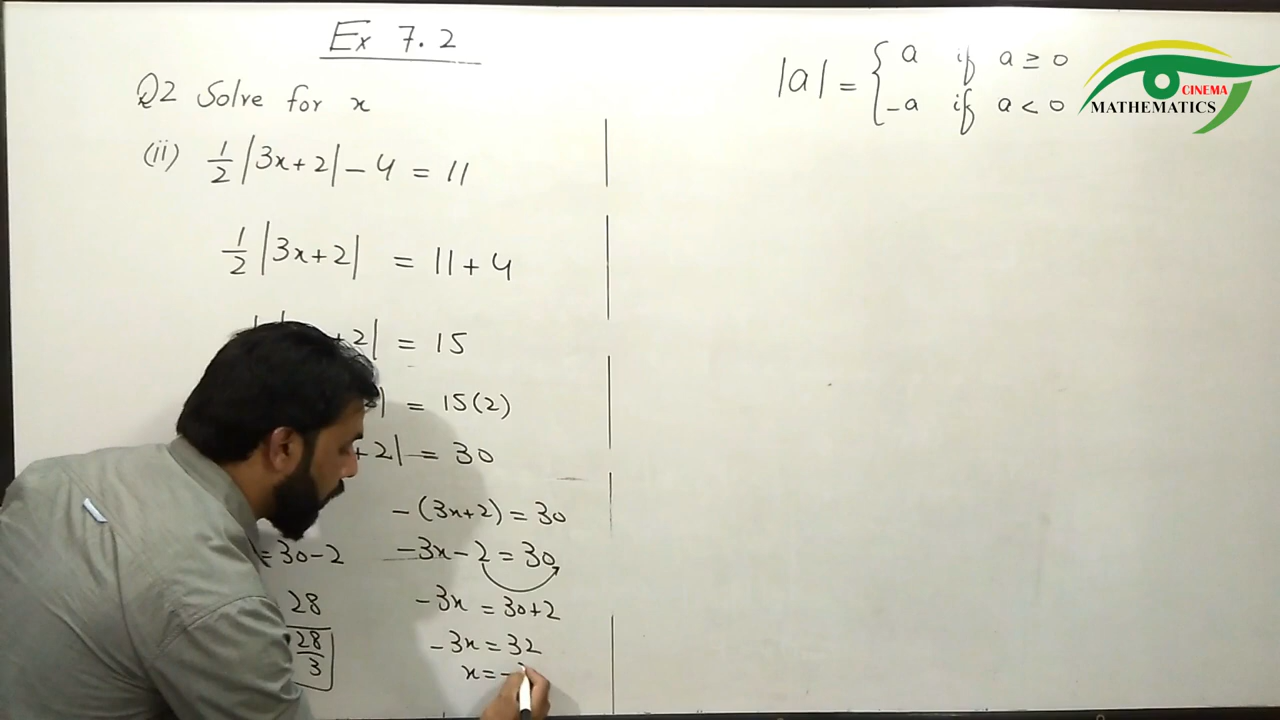 Ex 7.2
Q2 Solve for x
(ii) 1/2 |3x+2| - 4 = 11
1/2 |3x+2| = 11 + 4
+2| = 15
| = 15(2)
+2| = 30
- (3x+2) = 30
= 30-2
-3x - 2 = 30
28
-3x = 30+2
28/3
-3x = 32
x = -
|a| = { a if a ≥ 0
-a if a < 0
CINEMA
MATHEMATICS